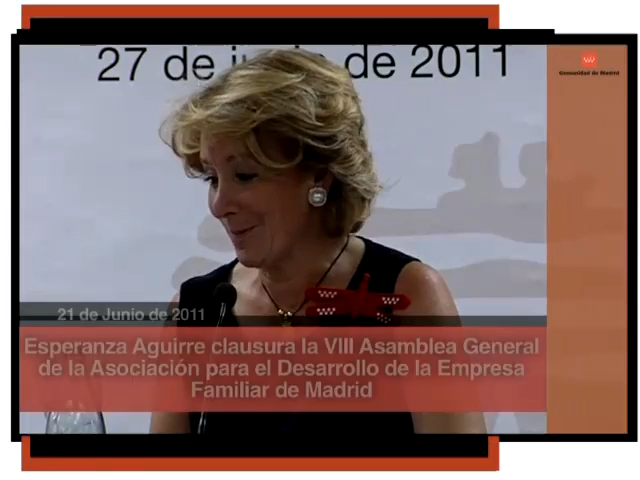 27 de junio de 2011
Comunidad de Madrid
21 de Junio de 2011
Esperanza Aguirre clausura la VIII Asamblea General
de la Asociación para el Desarrollo de la Empresa
Familiar de Madrid